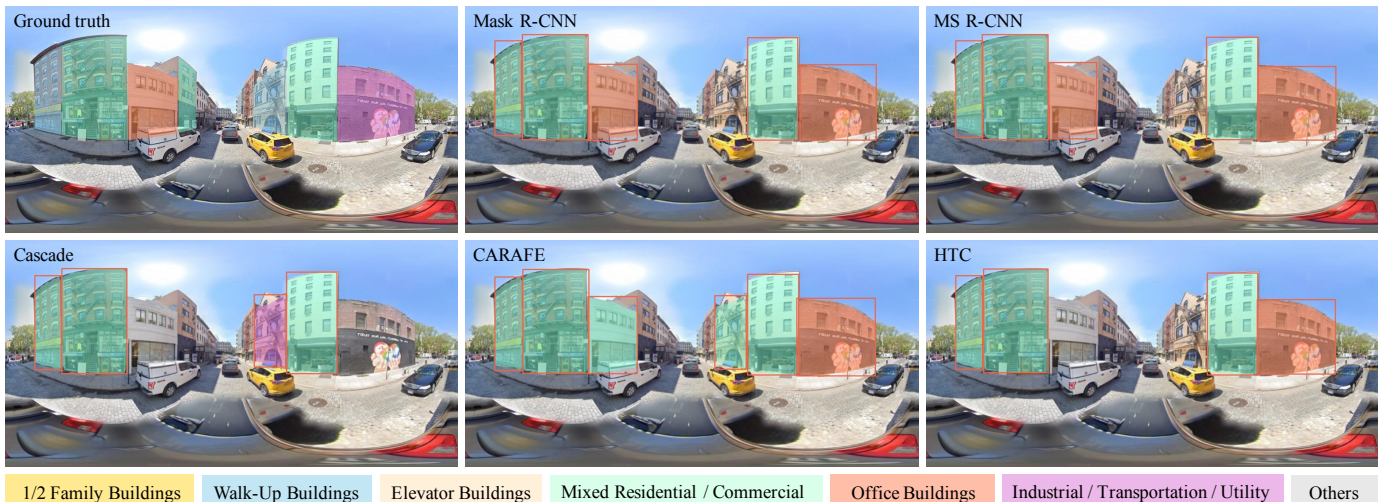 Ground truth
Mask R-CNN
MS R-CNN
Cascade
CARAFE
HTC
1/2 Family Buildings
Walk-Up Buildings
Elevator Buildings
Mixed Residential / Commercial
Office Buildings
Industrial / Transportation / Utility
Others